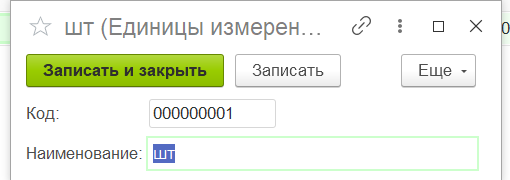 шт (Единицы измерен...
Записать и закрыть Записать Еще
Код: 000000001
Наименование: шт